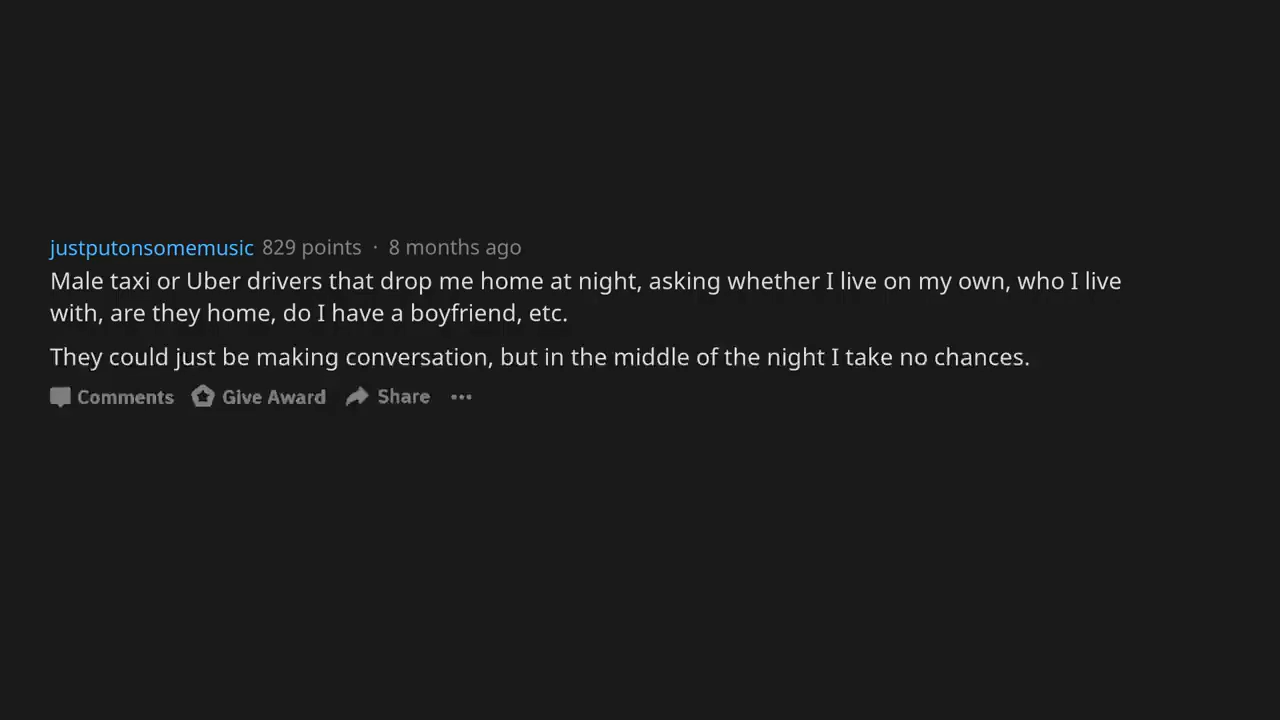 justputonsomemusic 829 points · 8 months ago
Male taxi or Uber drivers that drop me home at night, asking whether I live on my own, who I live
with, are they home, do I have a boyfriend, etc.
They could just be making conversation, but in the middle of the night I take no chances.
Comments Give Award Share ···